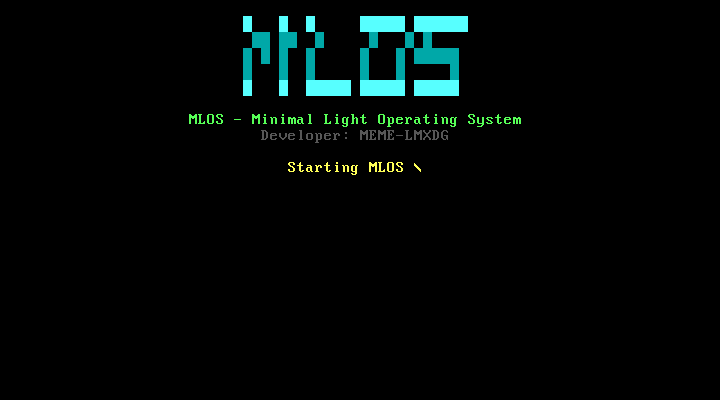 MLOS
MLOS - Minimal Light Operating System
Developer: MEME-LMXDG
Starting MLOS \